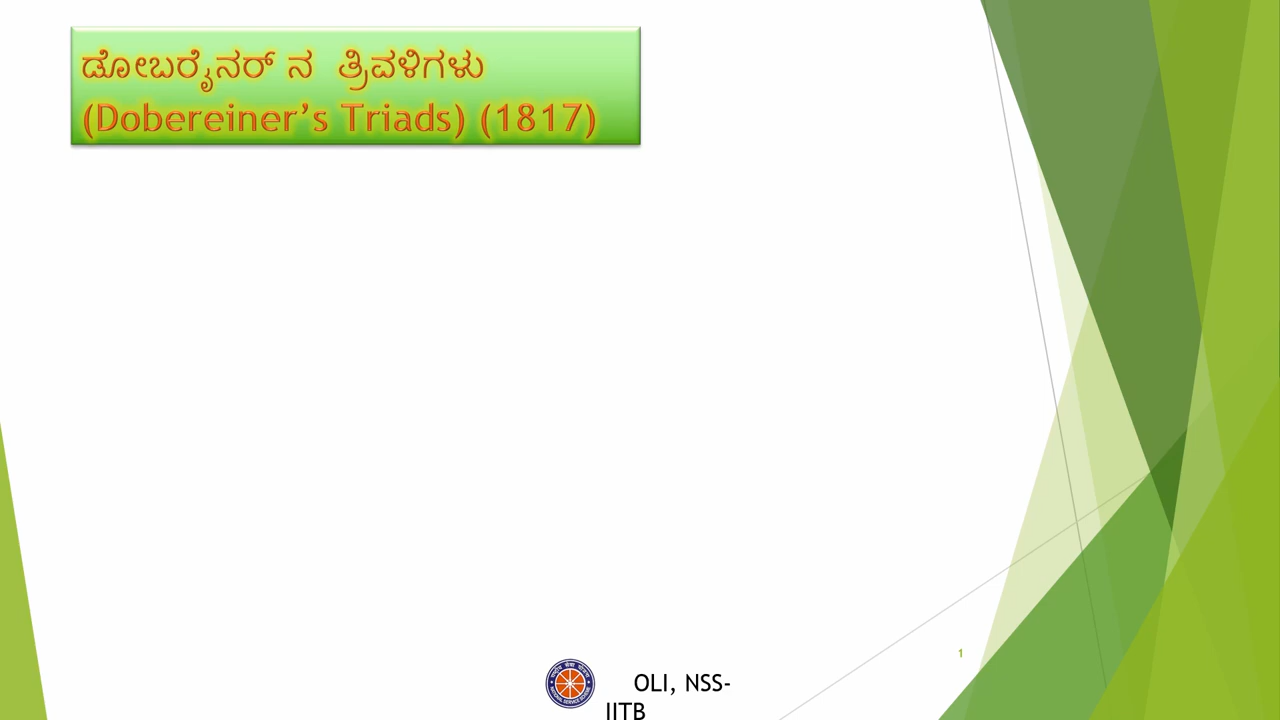 ಡೋಬರೈನರ್ ನ ತ್ರಿವಳಿಗಳು
(Dobereiner’s Triads) (1817)
1
OLI, NSS-
IITB